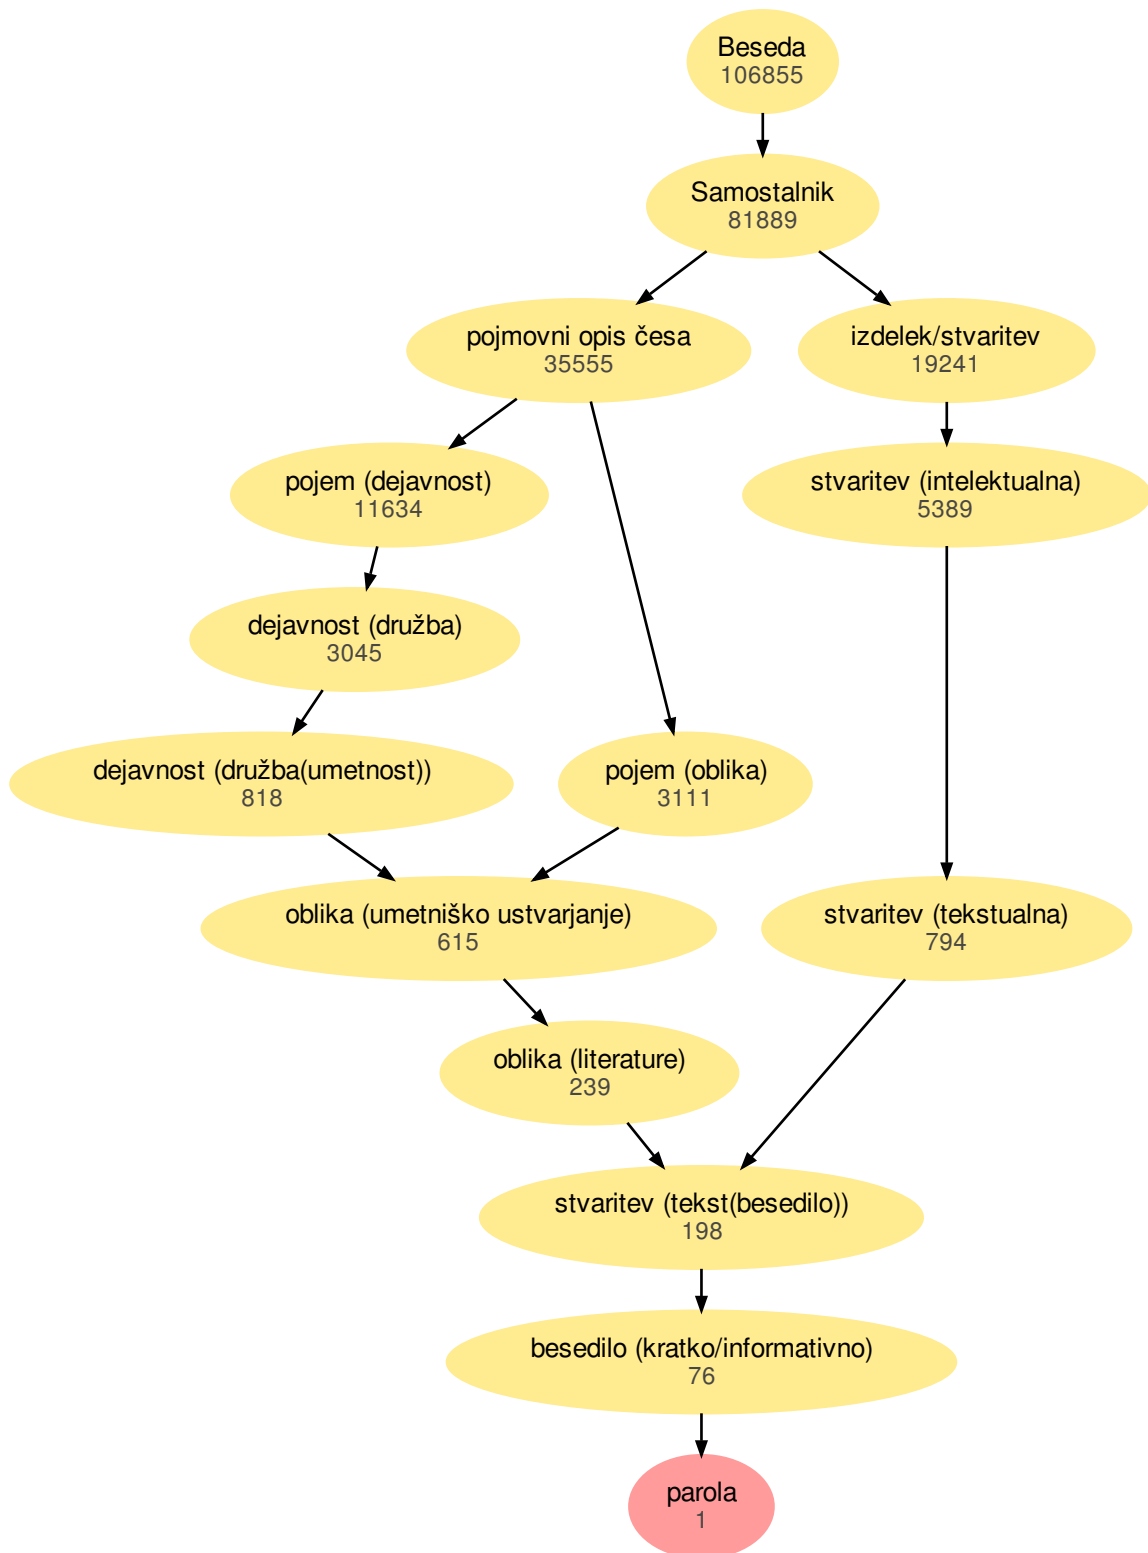 Beseda
106855
Samostalnik
81889
pojmovni opis česa
35555
izdelek/stvaritev
19241
pojem (dejavnost)
11634
stvaritev (intelektualna)
5389
dejavnost (družba)
3045
dejavnost (družba(umetnost))
818
pojem (oblika)
3111
oblika (umetniško ustvarjanje)
615
stvaritev (tekstualna)
794
oblika (literature)
239
stvaritev (tekst(besedilo))
198
besedilo (kratko/informativno)
76
parola
1